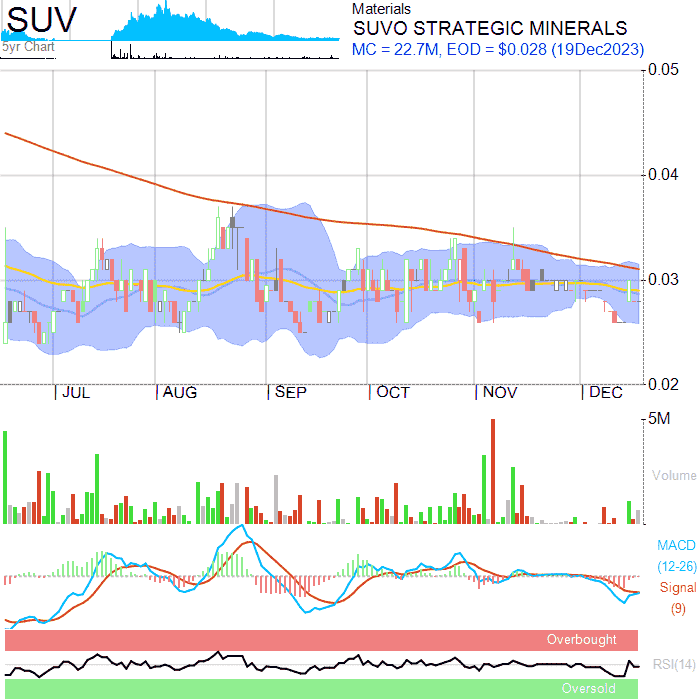 SUV
5yr Chart
Materials
SUVO STRATEGIC MINERALS
MC = 22.7M, EOD = $0.028 (19Dec2023)
0.05
0.04
0.03
0.02
JUL
AUG
SEP
OCT
NOV
DEC
5M
Volume
MACD
(12-26)
Signal
(9)
Overbought
RSI(14)
Oversold